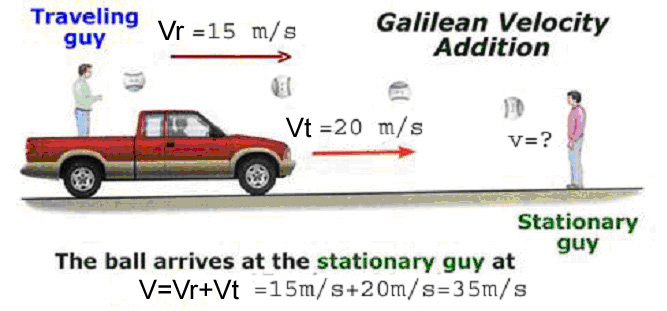 Traveling
guy
Vr =15 m/s
Galilean Velocity
Addition
Vt =20 m/s
v=?
Stationary
guy
The ball arrives at the stationary guy at
V=Vr+Vt =15m/s+20m/s=35m/s